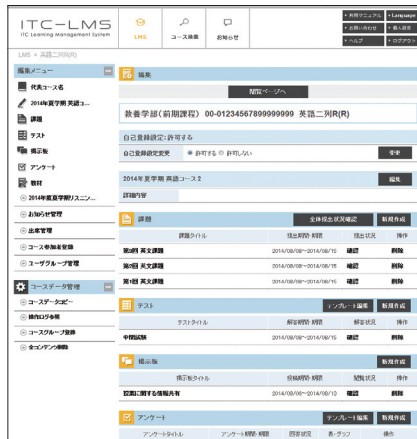 ITC-LMS
ITC Learning Management System
LMS
コース検索
お知らせ
利用マニュアル
Language
お問い合わせ
個人設定
ヘルプ
ログアウト
LMS > 英語二列R(R)
編集メニュー
代表コース名
2014年夏学期 英語コ...
課題
テスト
掲示板
アンケート
教材
2014年度夏学期リスニン...
お知らせ管理
出席管理
コース参加者登録
ユーザグループ管理
コースデータ管理
コースデータコピー
操作ログ参照
コースグループ登録
全コンテンツ削除
編集
閲覧ページへ
教養学部(前期課程) 00-01234567899999999 英語二列R(R)
自己登録設定:許可する
自己登録設定変更 許可する 許可しない 変更
2014年夏学期 英語コース2 編集
詳細内容
課題 全体提出状況確認 新規作成
課題タイトル 提出期間・期限 提出状況 操作
第3回 英文課題 2014/08/08~2014/08/15 確認 削除
第2回 英文課題 2014/08/08~2014/08/15 確認 削除
第1回 英文課題 2014/08/08~2014/08/15 確認 削除
テスト テンプレート編集 新規作成
テストタイトル 解答期間・期限 解答状況 操作
中間試験 2014/08/08~2014/08/15 確認 削除
掲示板 新規作成
掲示板タイトル 投稿期間・期限 閲覧状況 操作
授業に関する情報共有 確認 削除
アンケート テンプレート編集 新規作成
アンケートタイトル アンケート期間・期限 回答状況 表・グラフ 操作